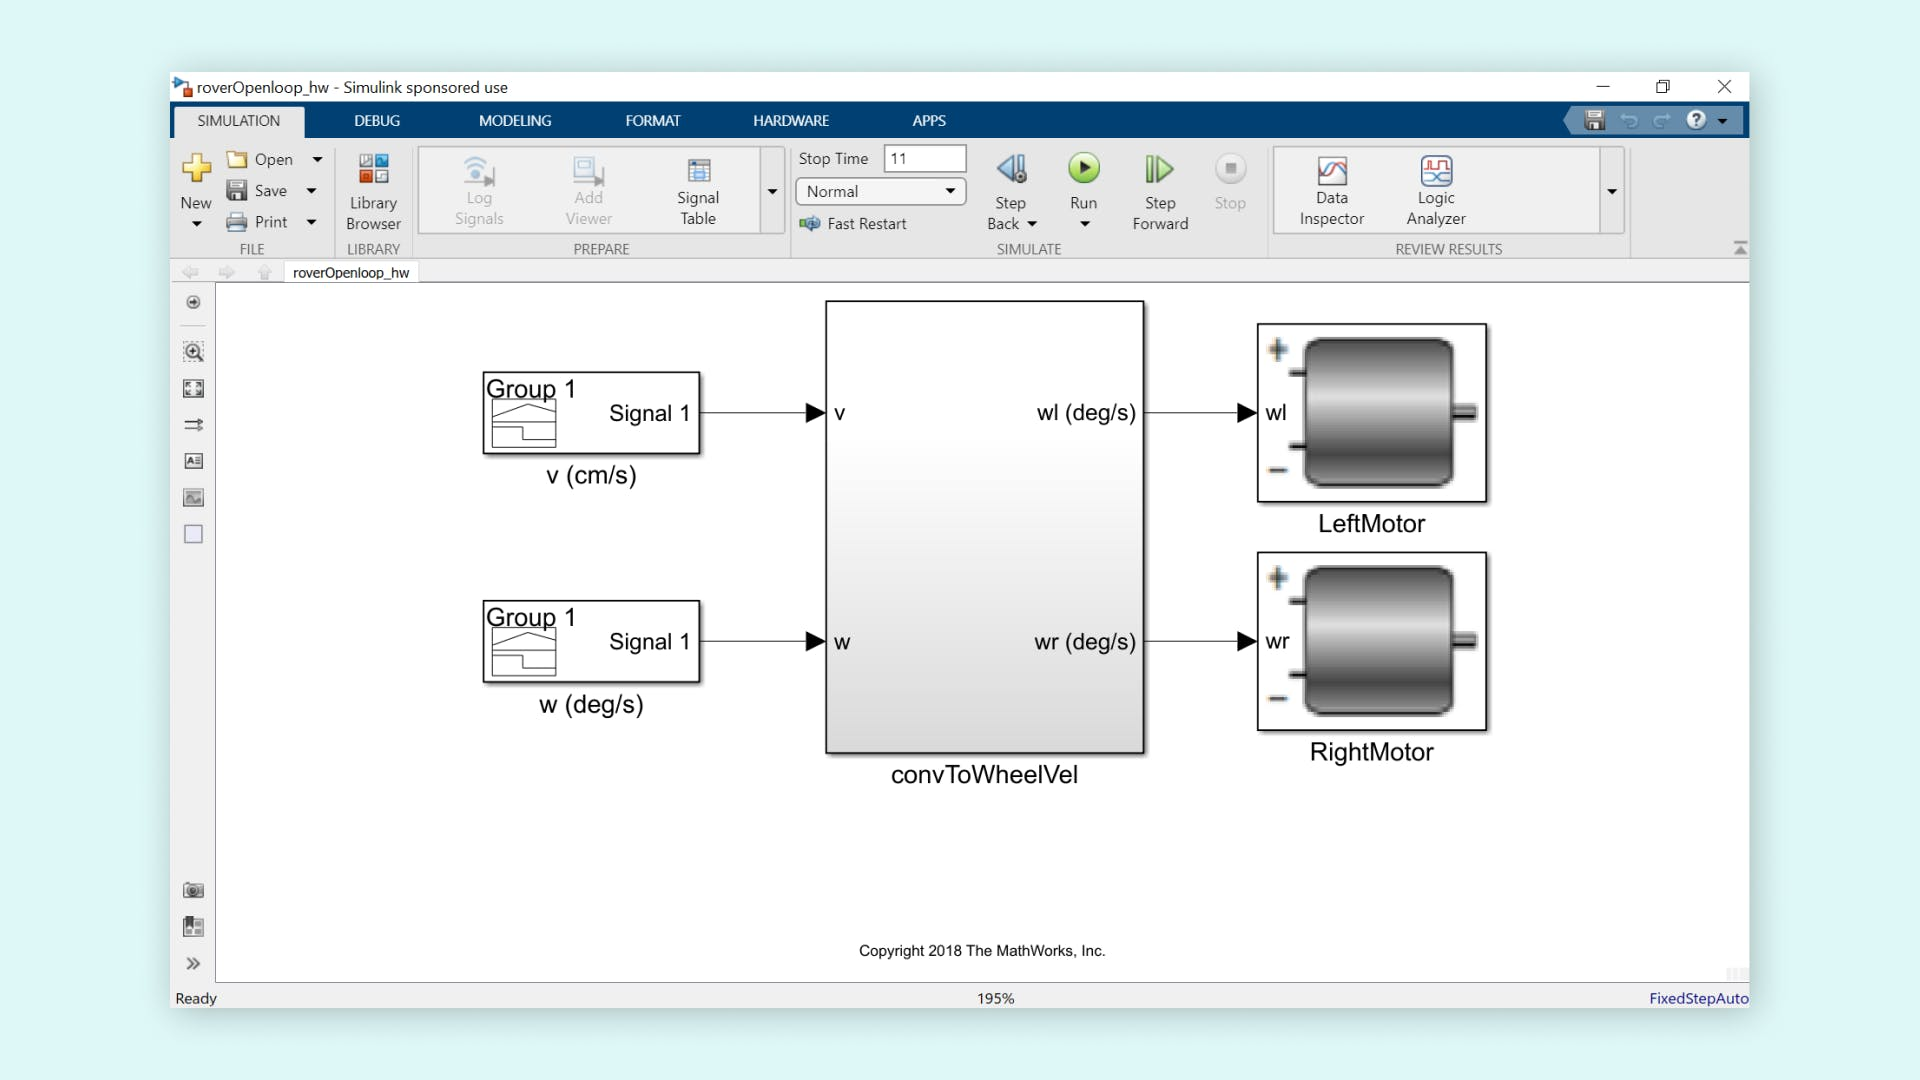 roverOpenloop_hw - Simulink sponsored use
SIMULATION DEBUG MODELING FORMAT HARDWARE APPS
New
Open
Save
Print
FILE
Library
Browser
LIBRARY
Log
Signals
Add
Viewer
Signal
Table
PREPARE
Stop Time 11
Normal
Fast Restart
Step
Back
Run
Step
Forward
Stop
SIMULATE
Data
Inspector
Logic
Analyzer
REVIEW RESULTS
roverOpenloop_hw
Group 1
Signal 1
v (cm/s)
Group 1
Signal 1
w (deg/s)
v
wl (deg/s)
w
wr (deg/s)
convToWheelVel
wl
+
−
LeftMotor
wr
+
−
RightMotor
Copyright 2018 The MathWorks, Inc.
Ready 195% FixedStepAuto